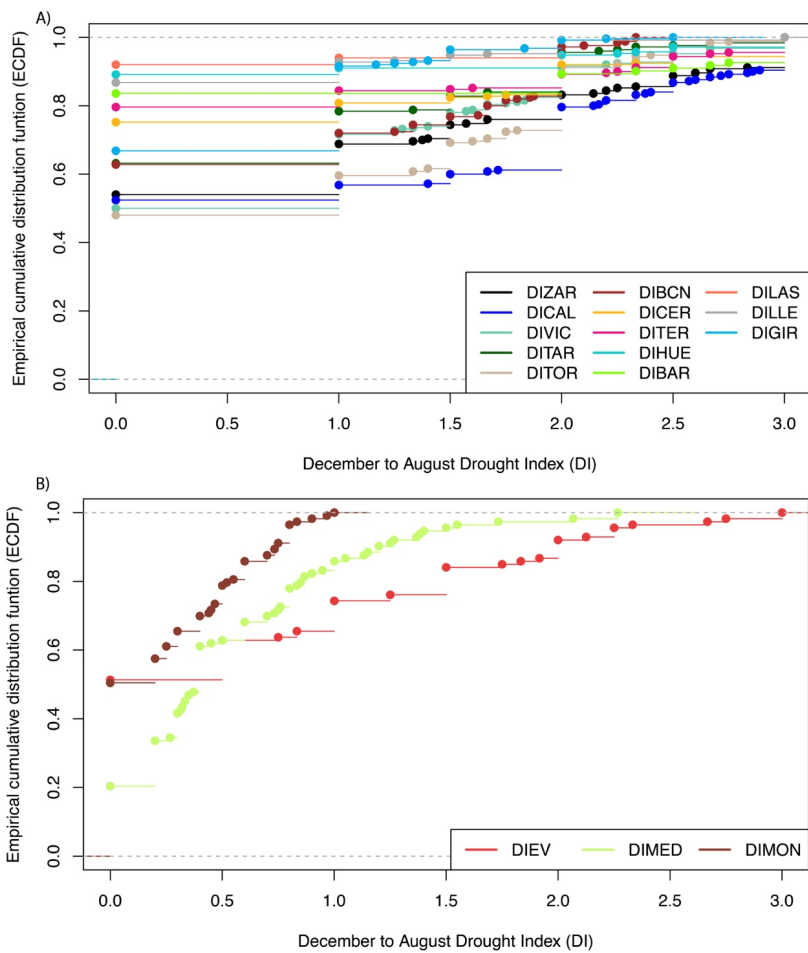 A)
Empirical cumulative distribution funtion (ECDF)
1.0
0.8
0.6
0.4
0.2
0.0
DIZAR DIBCN DILAS
DICAL DICER DILLE
DIVIC DITER DIGIR
DITAR DIHUE
DITOR DIBAR
0.0 0.5 1.0 1.5 2.0 2.5 3.0
December to August Drought Index (DI)
B)
Empirical cumulative distribution funtion (ECDF)
1.0
0.8
0.6
0.4
0.2
0.0
DIEV DIMED DIMON
0.0 0.5 1.0 1.5 2.0 2.5 3.0
December to August Drought Index (DI)